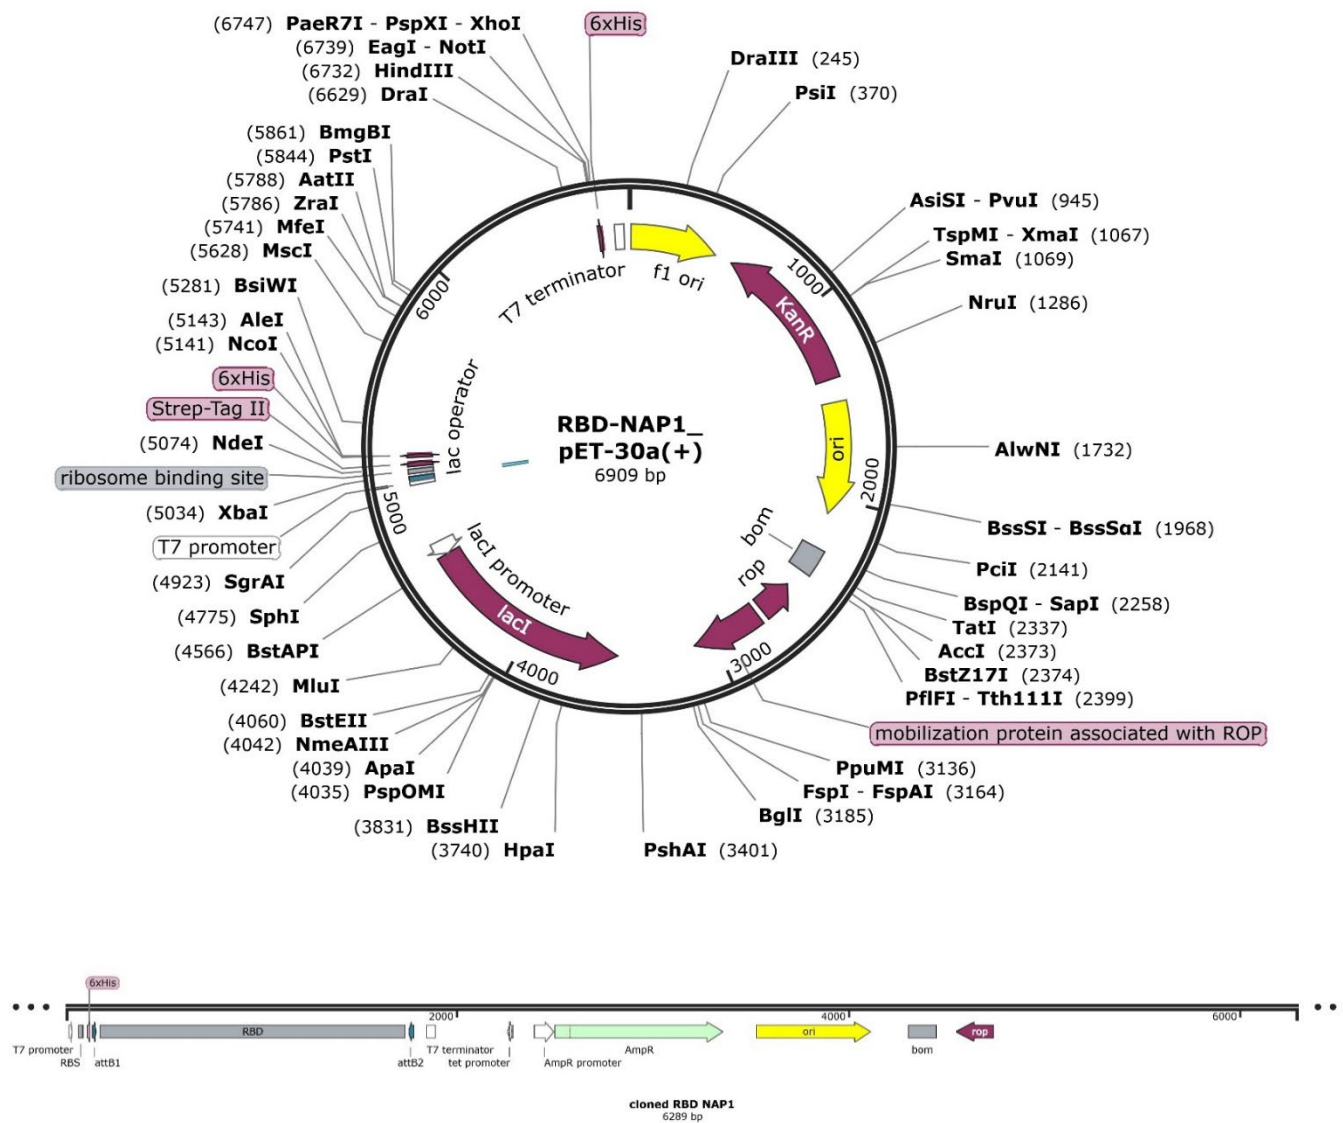 (6747) PaeR7I - PspXI - XhoI
(6739) EagI - NotI
(6732) HindIII
(6629) DraI
6xHis
DraIII (245)
PsiI (370)
(5861) BmgBI
(5844) PstI
(5788) AatII
(5786) ZraI
(5741) MfeI
(5628) MscI
(5281) BsiWI
(5143) AleI
(5141) NcoI
6xHis
Strep-Tag II
(5074) NdeI
ribosome binding site
(5034) XbaI
T7 promoter
(4923) SgrAI
(4775) SphI
(4566) BstAPI
(4242) MluI
(4060) BstEII
(4042) NmeAIII
(4039) ApaI
(4035) PspOMI
(3831) BssHII
(3740) HpaI
AsiSI - PvuI (945)
TspMI - XmaI (1067)
SmaI (1069)
NruI (1286)
AlwNI (1732)
BssSI - BssSαI (1968)
PciI (2141)
BspQI - SapI (2258)
TatI (2337)
AccI (2373)
BstZ17I (2374)
PflFI - Tth111I (2399)
mobilization protein associated with ROP
PpuMI (3136)
FspI - FspAI (3164)
BglI (3185)
PshAI (3401)
T7 terminator
f1 ori
KanR
1000
ori
2000
bom
rop
3000
4000
lacI
lacI promoter
5000
lac operator
6000
RBD-NAP1_
pET-30a(+)
6909 bp
6xHis
2000
4000
6000
RBD
AmpR
ori
bom
rop
T7 promoter
RBS
attB1
attB2
T7 terminator
tet promoter
AmpR promoter
cloned RBD NAP1
6289 bp